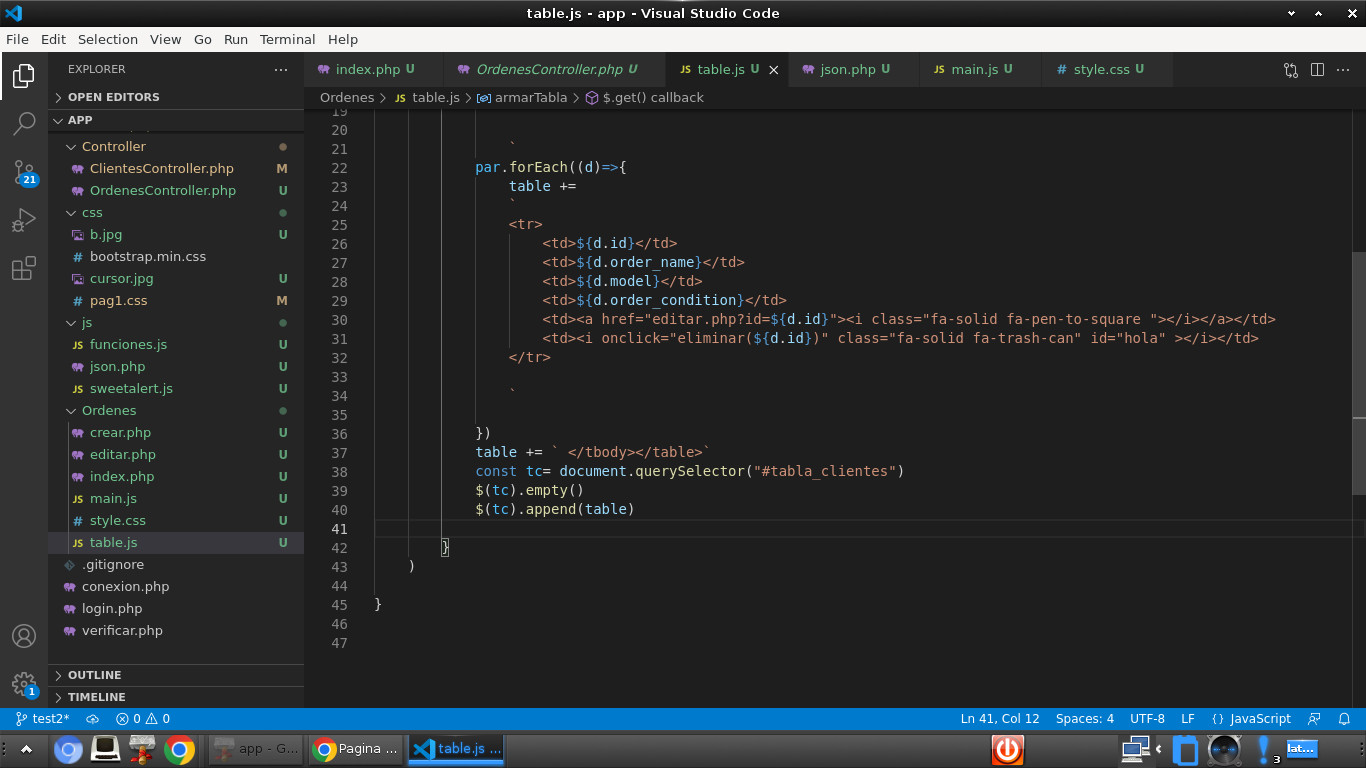 table.js - app - Visual Studio Code
File Edit Selection View Go Run Terminal Help
EXPLORER ...
OPEN EDITORS
APP
Controller
ClientesController.php M
OrdenesController.php U
css
b.jpg U
# bootstrap.min.css
cursor.jpg U
# pag1.css M
js
JS funciones.js U
json.php U
JS sweetalert.js U
Ordenes
crear.php U
editar.php U
index.php U
JS main.js U
# style.css U
JS table.js U
.gitignore
conexion.php
login.php
verificar.php
OUTLINE
TIMELINE
21
1
index.php U OrdenesController.php U JS table.js U json.php U JS main.js U # style.css U ...
Ordenes > JS table.js > armarTabla > $.get() callback
19
20
21 `
22 par.forEach((d)=>{
23 table +=
24 `
25 <tr>
26 <td>${d.id}</td>
27 <td>${d.order_name}</td>
28 <td>${d.model}</td>
29 <td>${d.order_condition}</td>
30 <td><a href="editar.php?id=${d.id}"><i class="fa-solid fa-pen-to-square "></i></a></td>
31 <td><i onclick="eliminar(${d.id})" class="fa-solid fa-trash-can" id="hola" ></i></td>
32 </tr>
33
34 `
35
36 })
37 table += ` </tbody></table>`
38 const tc= document.querySelector("#tabla_clientes")
39 $(tc).empty()
40 $(tc).append(table)
41
42 }
43 )
44
45 }
46
47
test2* 0 0 Ln 41, Col 12 Spaces: 4 UTF-8 LF {} JavaScript
app - G... Pagina ... table.js ... 3 lat...